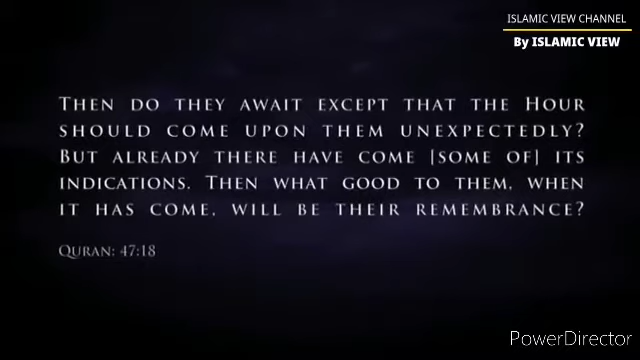 ISLAMIC VIEW CHANNEL
By ISLAMIC VIEW
THEN DO THEY AWAIT EXCEPT THAT THE HOUR
SHOULD COME UPON THEM UNEXPECTEDLY?
BUT ALREADY THERE HAVE COME [SOME OF] ITS
INDICATIONS. THEN WHAT GOOD TO THEM, WHEN
IT HAS COME, WILL BE THEIR REMEMBRANCE?
QURAN: 47:18
PowerDirector